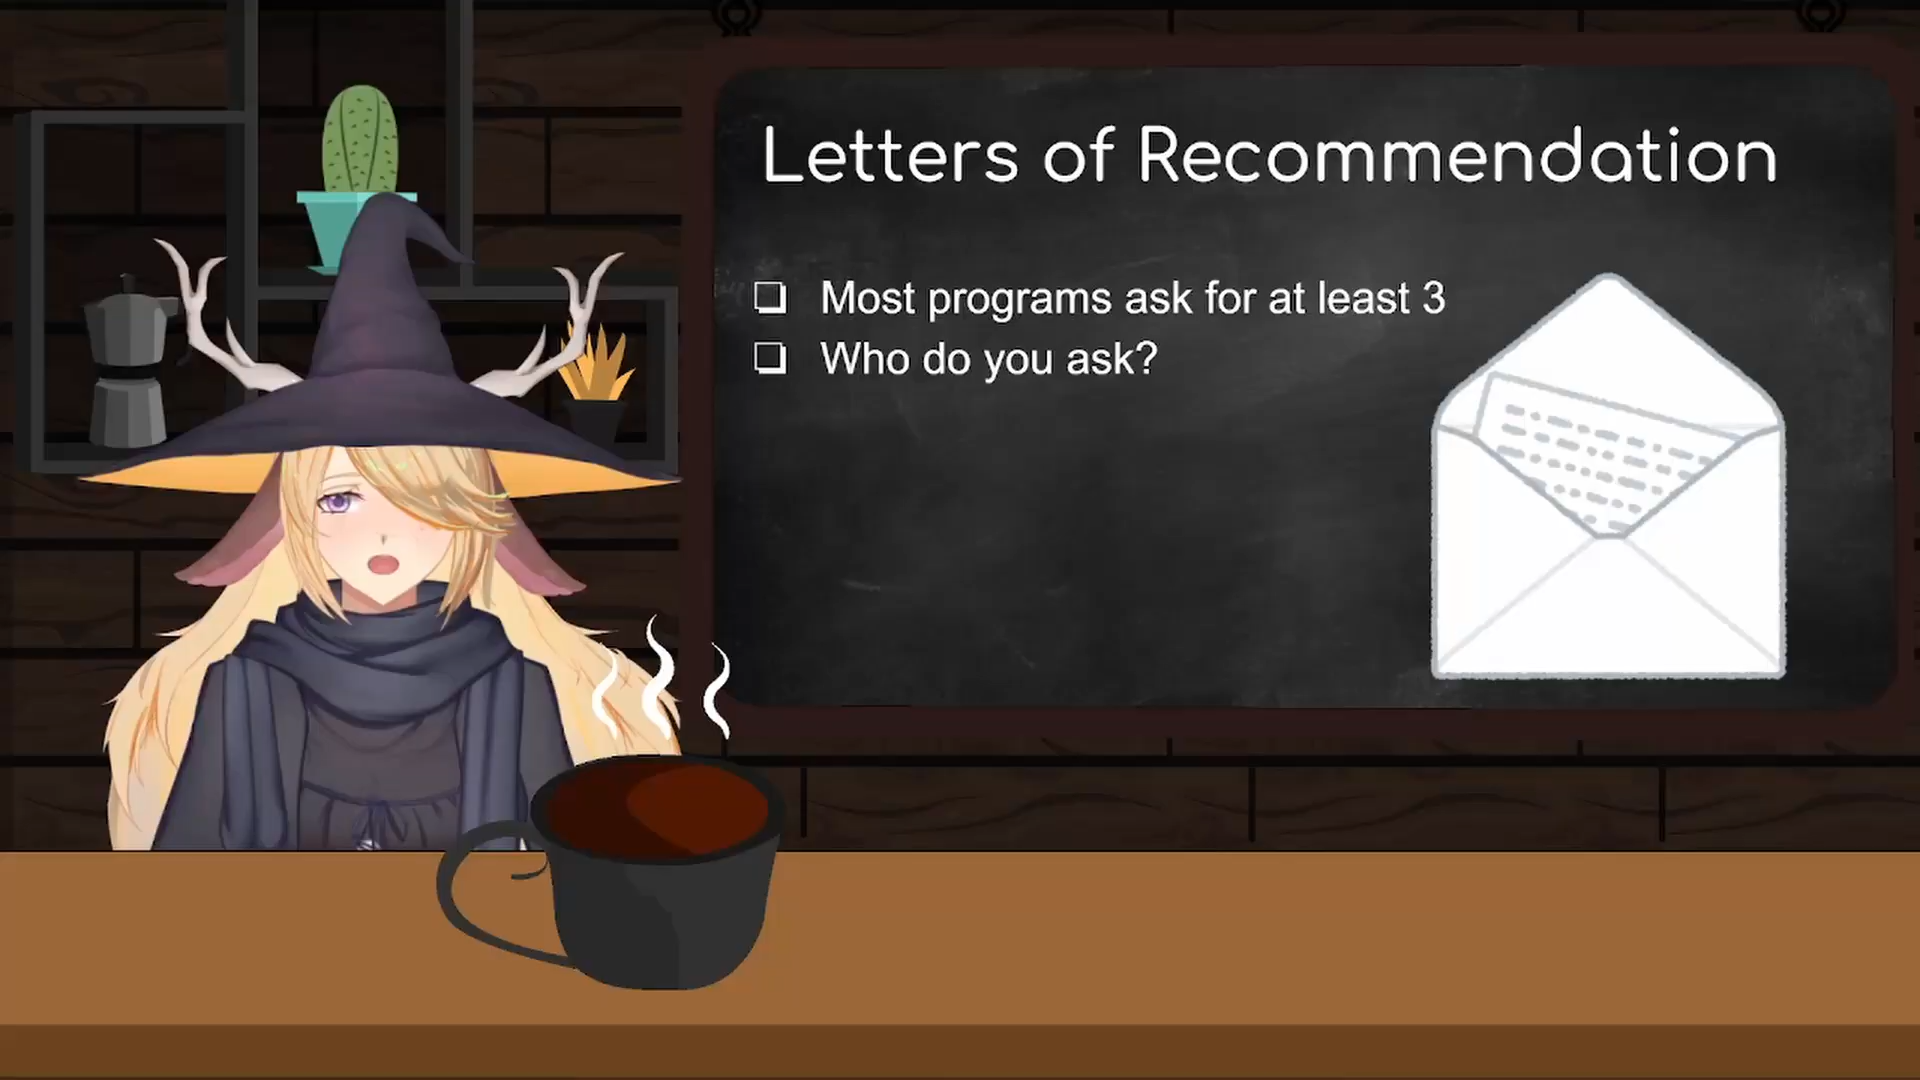 Letters of Recommendation
❏ Most programs ask for at least 3
❏ Who do you ask?